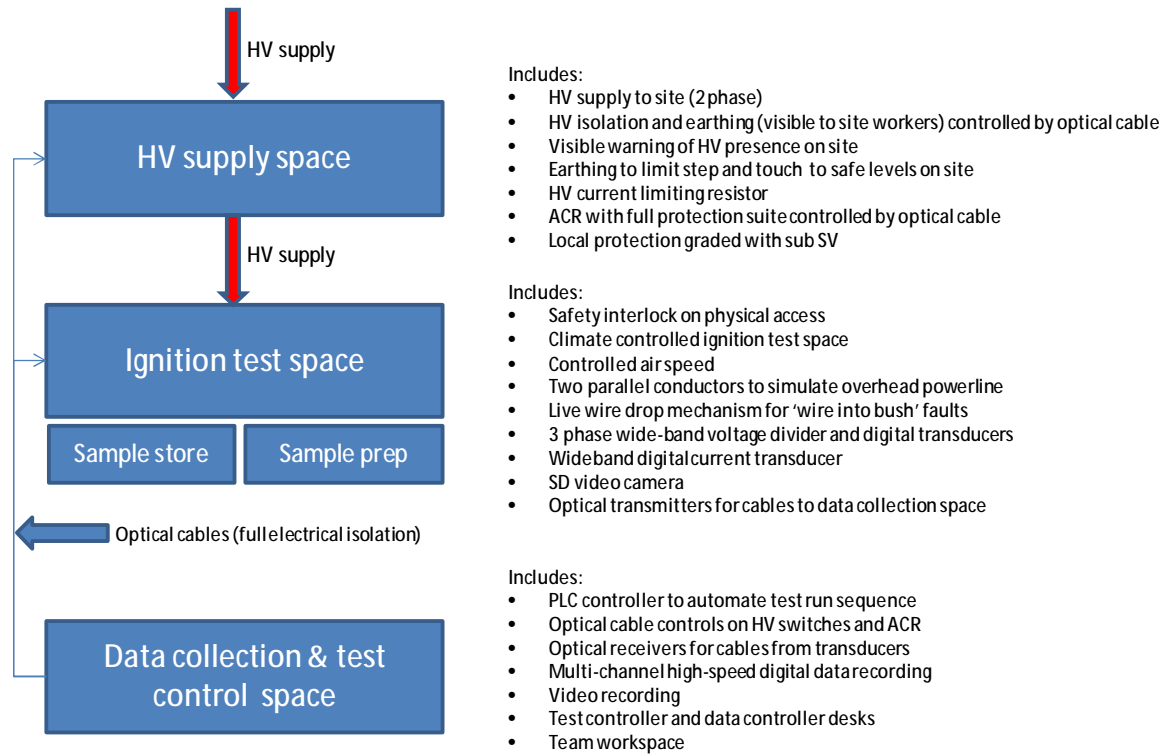 HV supply
HV supply space
Includes:
• HV supply to site (2 phase)
• HV isolation and earthing (visible to site workers) controlled by optical cable
• Visible warning of HV presence on site
• Earthing to limit step and touch to safe levels on site
• HV current limiting resistor
• ACR with full protection suite controlled by optical cable
• Local protection graded with sub SV
HV supply
Ignition test space
Sample store
Sample prep
Includes:
• Safety interlock on physical access
• Climate controlled ignition test space
• Controlled air speed
• Two parallel conductors to simulate overhead powerline
• Live wire drop mechanism for ‘wire into bush’ faults
• 3 phase wide-band voltage divider and digital transducers
• Wideband digital current transducer
• SD video camera
• Optical transmitters for cables to data collection space
Optical cables (full electrical isolation)
Data collection & test
control space
Includes:
• PLC controller to automate test run sequence
• Optical cable controls on HV switches and ACR
• Optical receivers for cables from transducers
• Multi-channel high-speed digital data recording
• Video recording
• Test controller and data controller desks
• Team workspace